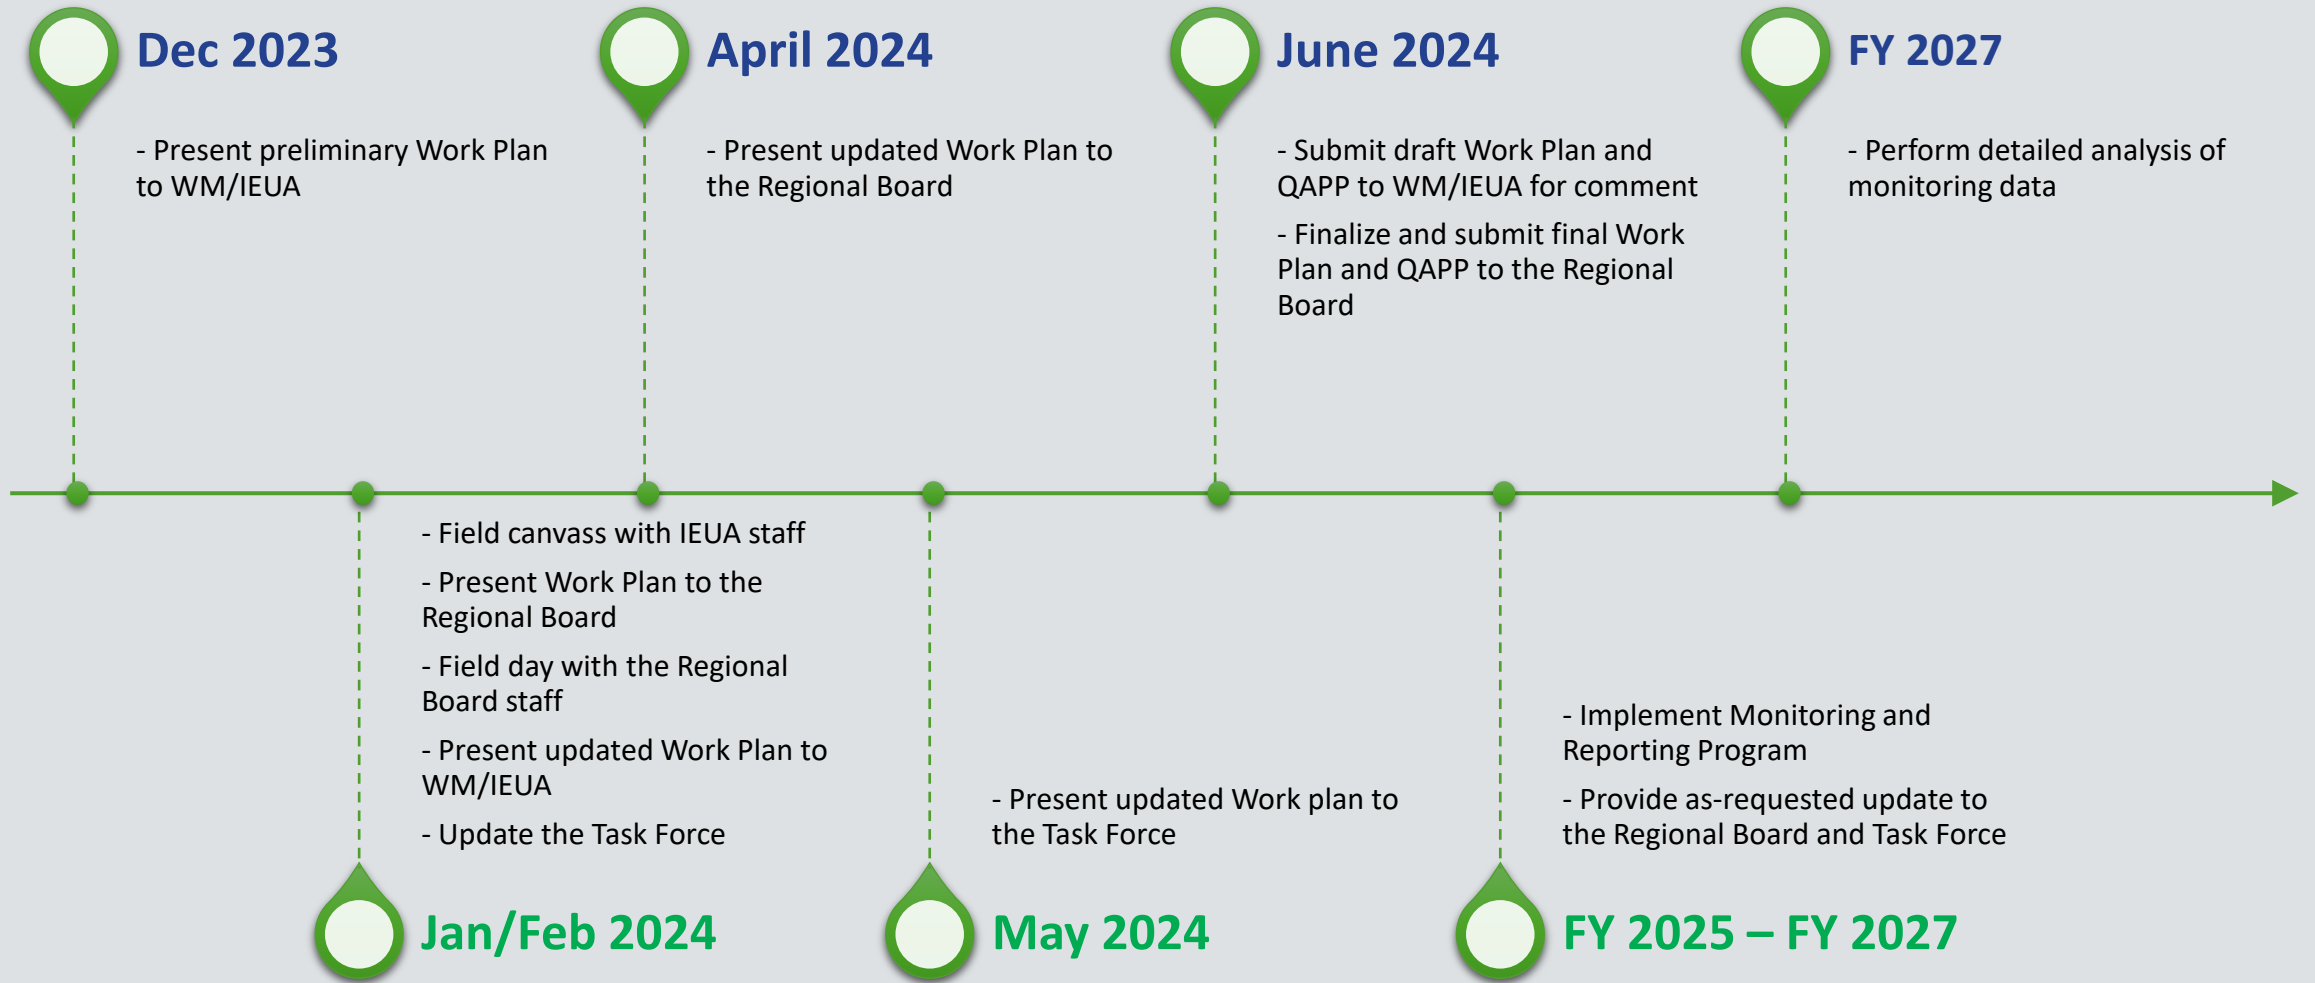 Dec 2023
- Present preliminary Work Plan
to WM/IEUA
April 2024
- Present updated Work Plan to
the Regional Board
June 2024
- Submit draft Work Plan and
QAPP to WM/IEUA for comment
- Finalize and submit final Work
Plan and QAPP to the Regional
Board
FY 2027
- Perform detailed analysis of
monitoring data
- Field canvass with IEUA staff
- Present Work Plan to the
Regional Board
- Field day with the Regional
Board staff
- Present updated Work Plan to
WM/IEUA
- Update the Task Force
Jan/Feb 2024
- Present updated Work plan to
the Task Force
May 2024
- Implement Monitoring and
Reporting Program
- Provide as-requested update to
the Regional Board and Task Force
FY 2025 – FY 2027